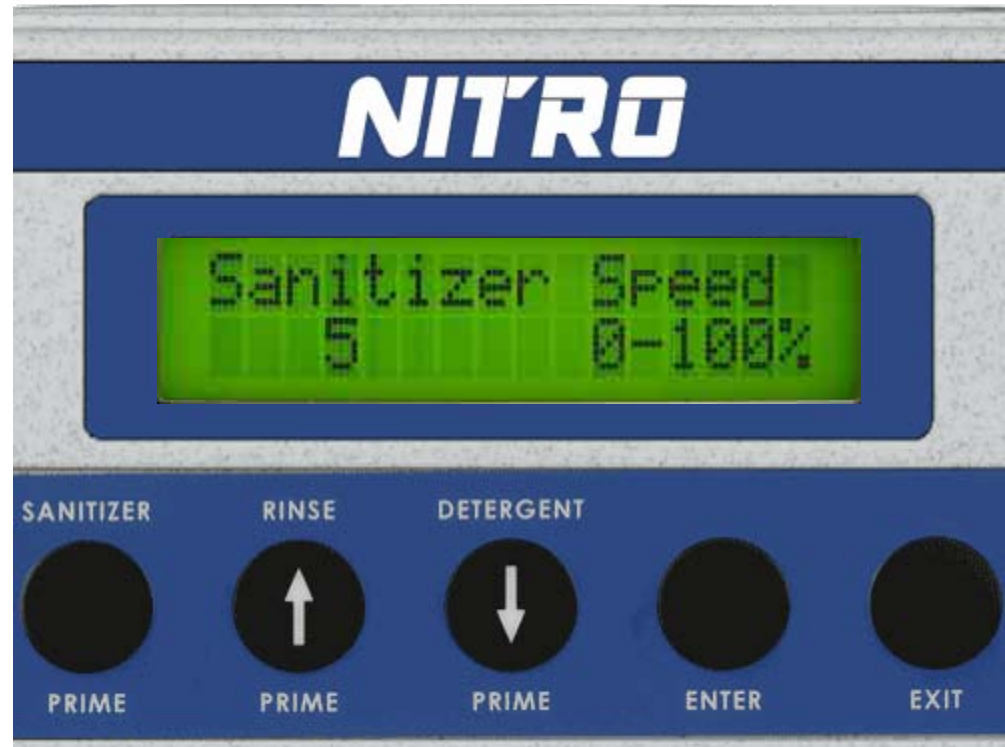 NITRO
Sanitizer Speed
5 0-100%
SANITIZER RINSE DETERGENT
PRIME PRIME PRIME ENTER EXIT